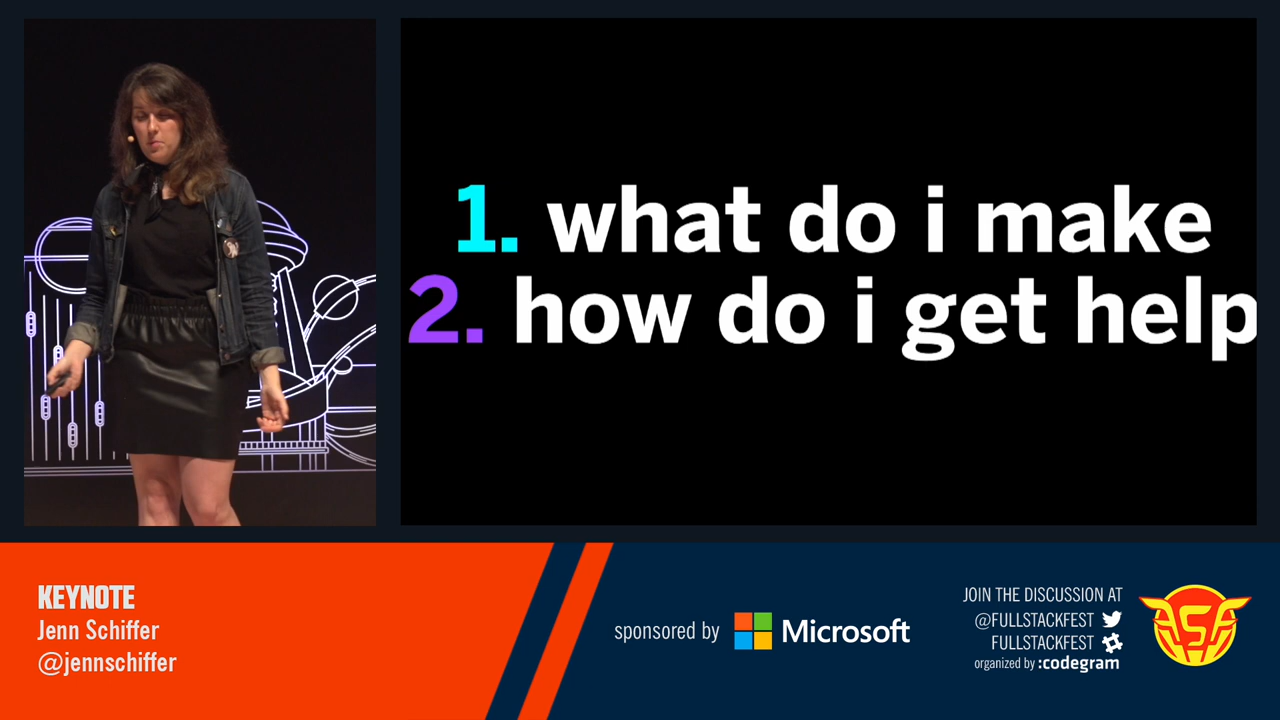 1. what do i make
2. how do i get help
KEYNOTE
Jenn Schiffer
@jennschiffer
sponsored by Microsoft
JOIN THE DISCUSSION AT
@FULLSTACKFEST
FULLSTACKFEST
organized by :codegram
FSF